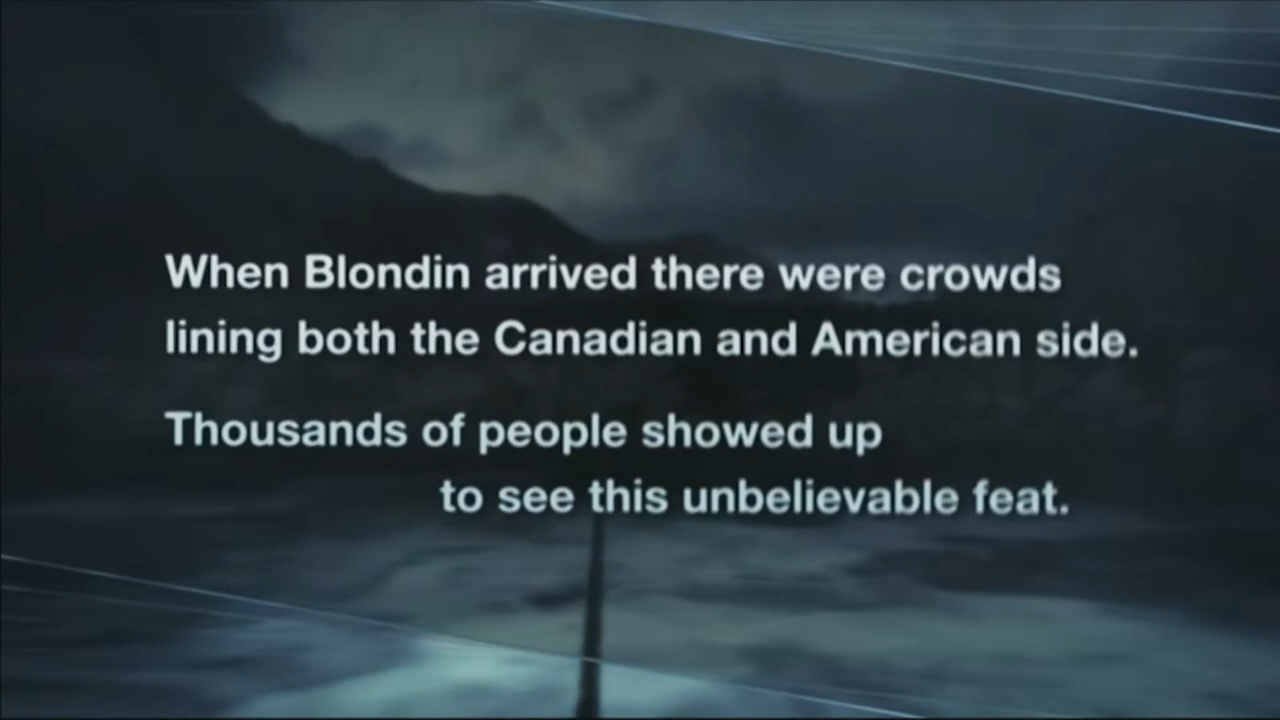 When Blondin arrived there were crowds
lining both the Canadian and American side.
Thousands of people showed up
to see this unbelievable feat.